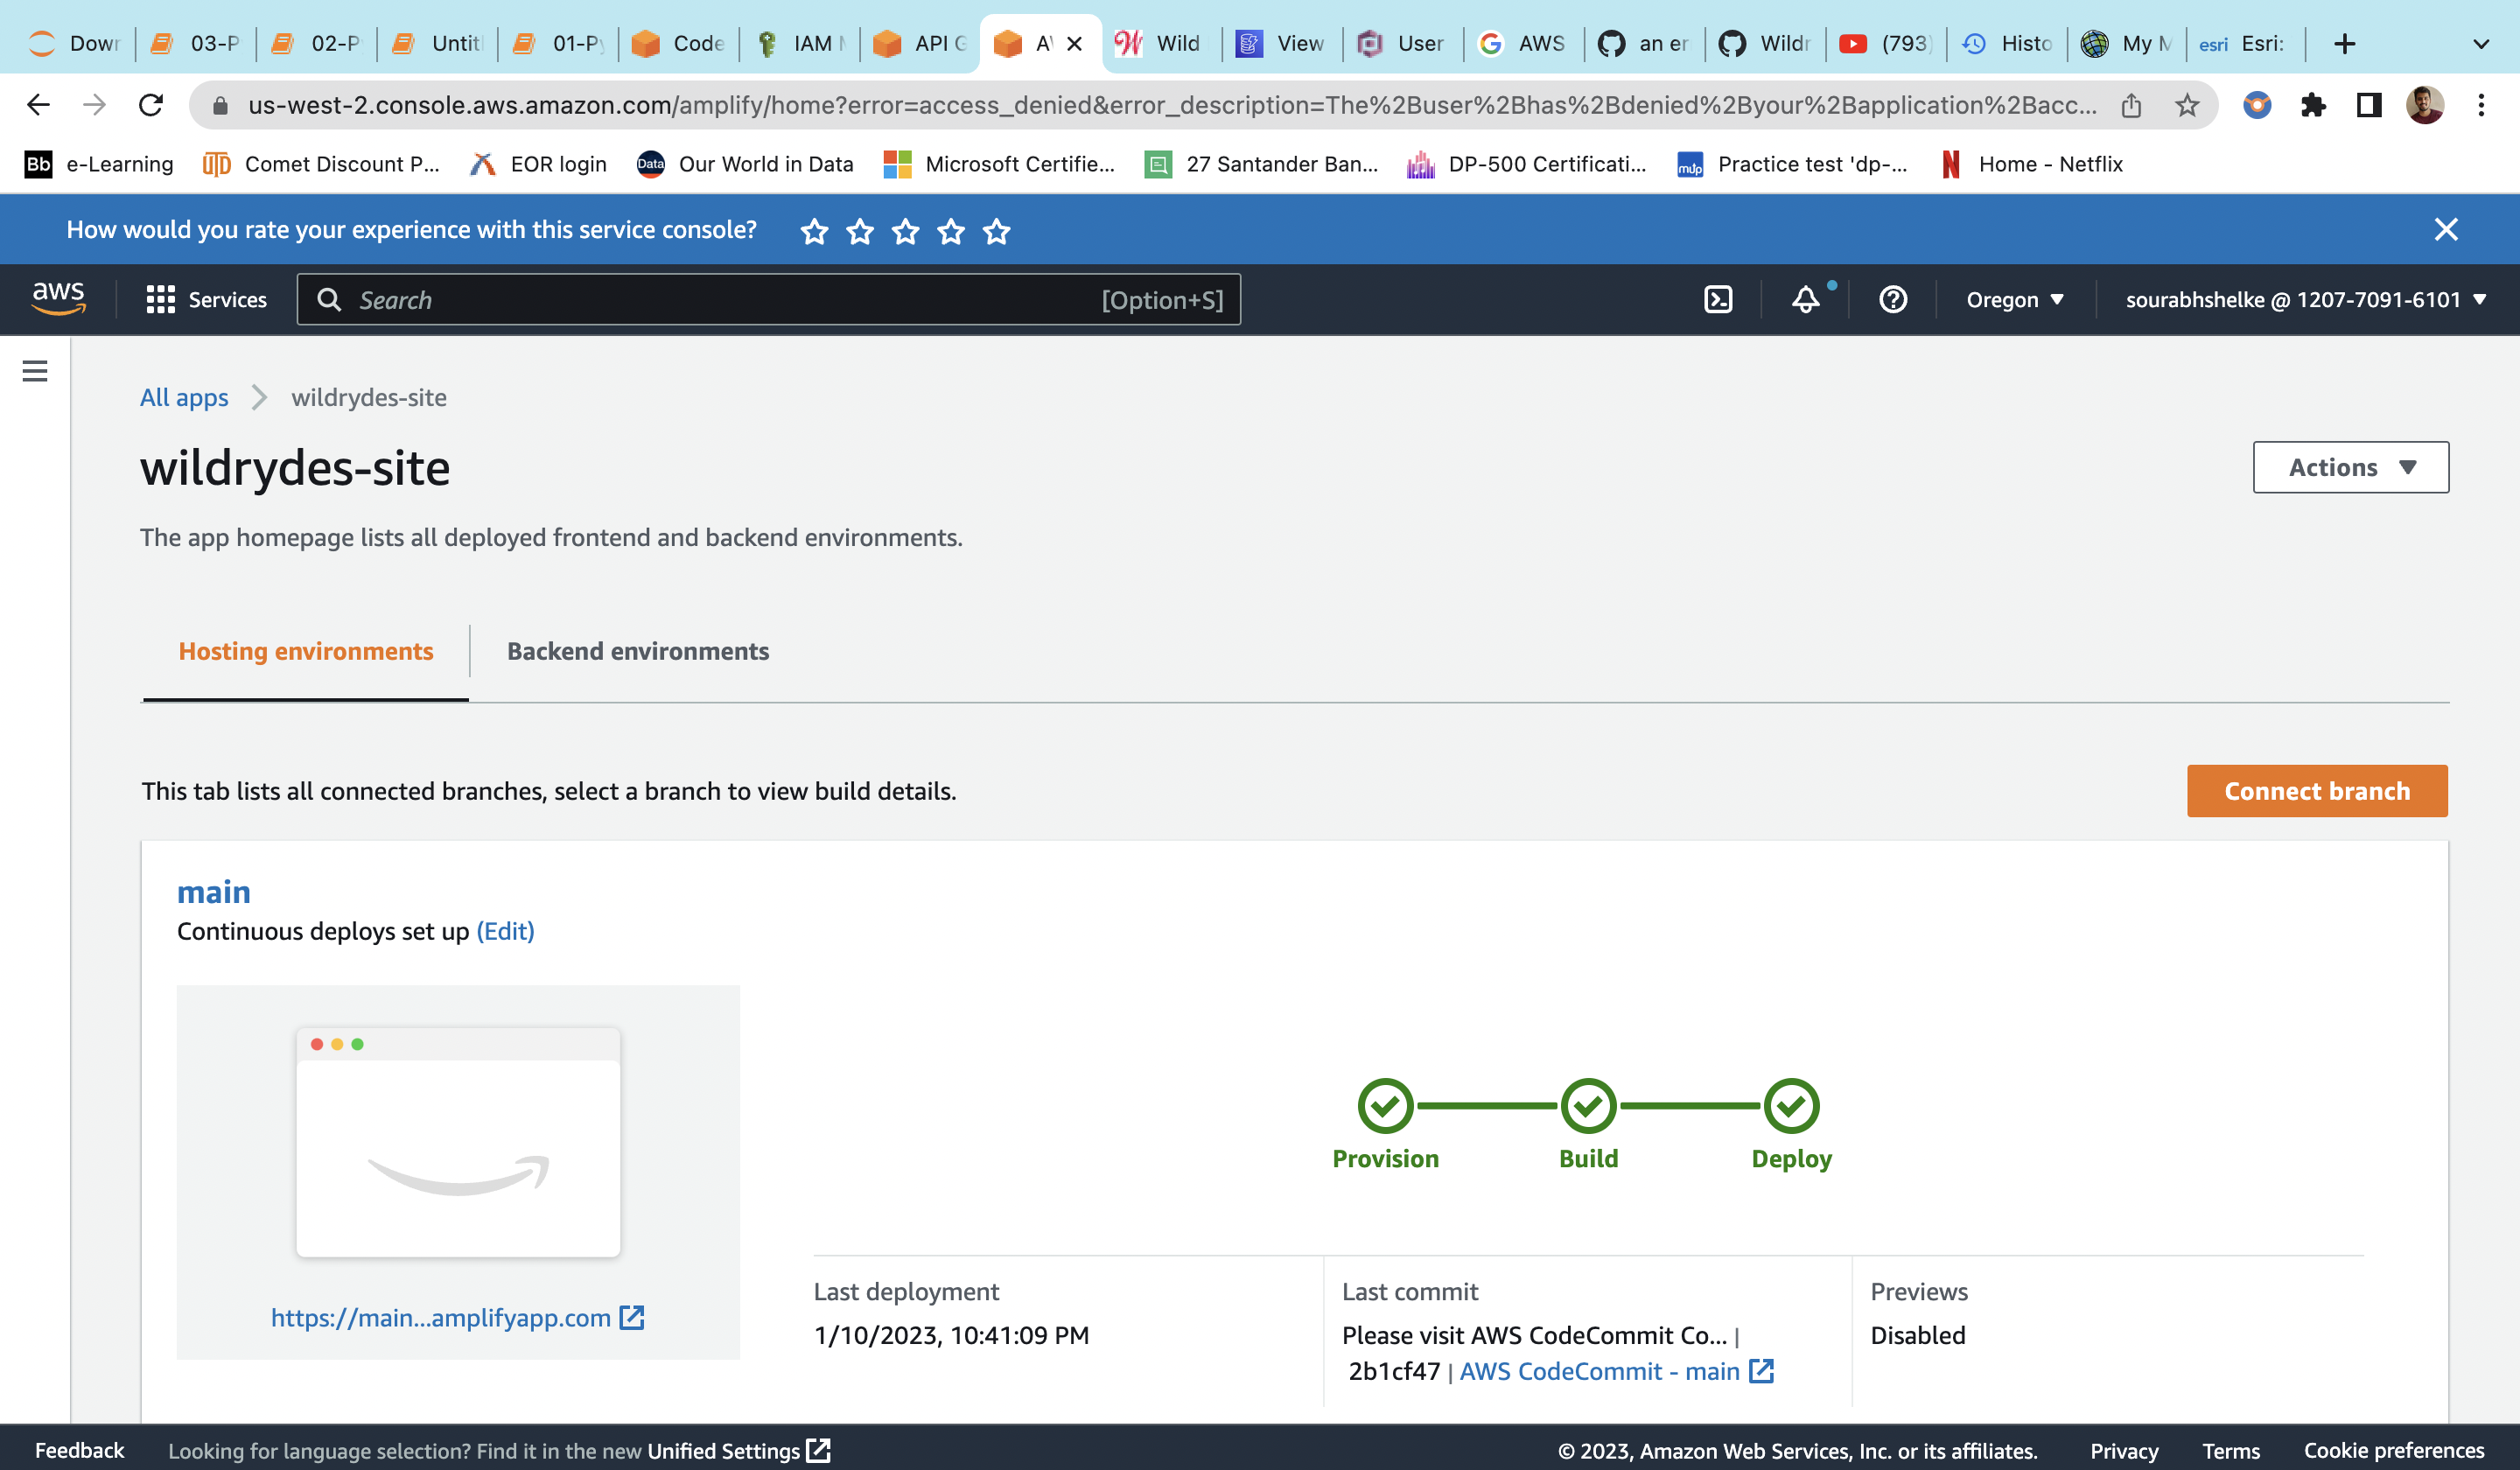 Dowr 03-P 02-P Untit 01-Py Code IAM API G Wild View User AWS an er Wildr (793) Histo My M esri Esri:
us-west-2.console.aws.amazon.com/amplify/home?error=access_denied&error_description=The%2Buser%2Bhas%2Bdenied%2Byour%2Bapplication%2Bacc...
Bb e-Learning UTD Comet Discount P... EOR login Data Our World in Data Microsoft Certifie... 27 Santander Ban... DP-500 Certificati... mdp Practice test 'dp-... N Home - Netflix
How would you rate your experience with this service console?
aws Services Search [Option+S] Oregon sourabhshelke @ 1207-7091-6101
All apps wildrydes-site
wildrydes-site
Actions
The app homepage lists all deployed frontend and backend environments.
Hosting environments Backend environments
This tab lists all connected branches, select a branch to view build details.
Connect branch
main
Continuous deploys set up (Edit)
Provision Build Deploy
https://main...amplifyapp.com
Last deployment
1/10/2023, 10:41:09 PM
Last commit
Please visit AWS CodeCommit Co... |
2b1cf47 | AWS CodeCommit - main
Previews
Disabled
Feedback Looking for language selection? Find it in the new Unified Settings © 2023, Amazon Web Services, Inc. or its affiliates. Privacy Terms Cookie preferences